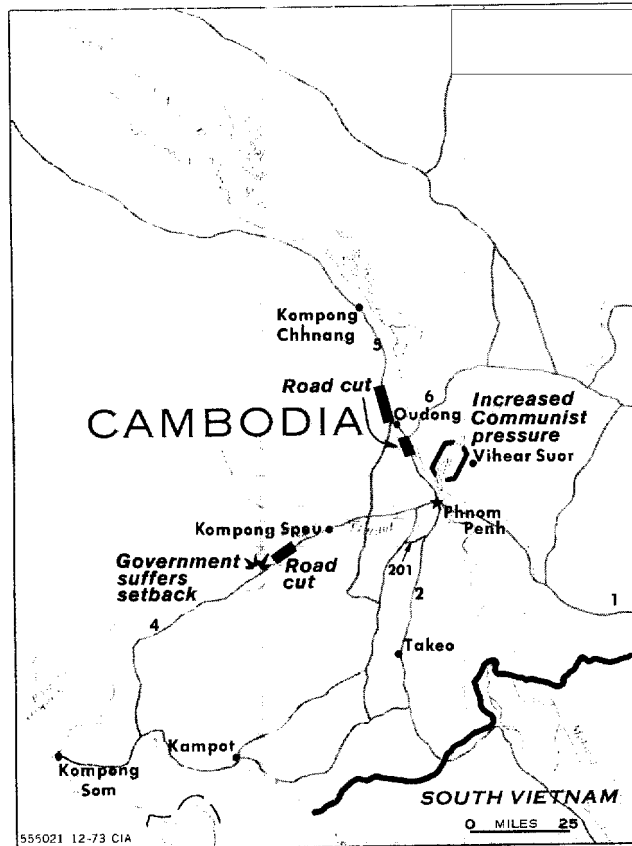 Kompong
Chhnang
5
Road cut
6
Oudong
Increased
Communist
pressure
CAMBODIA
Vihear Suor
Phnom
Penh
Kompong Speu
Government
suffers
setback
Road
cut
201
2
1
4
Takeo
Kampot
Kompong
Som
SOUTH VIETNAM
0 MILES 25
556021 12-73 CIA